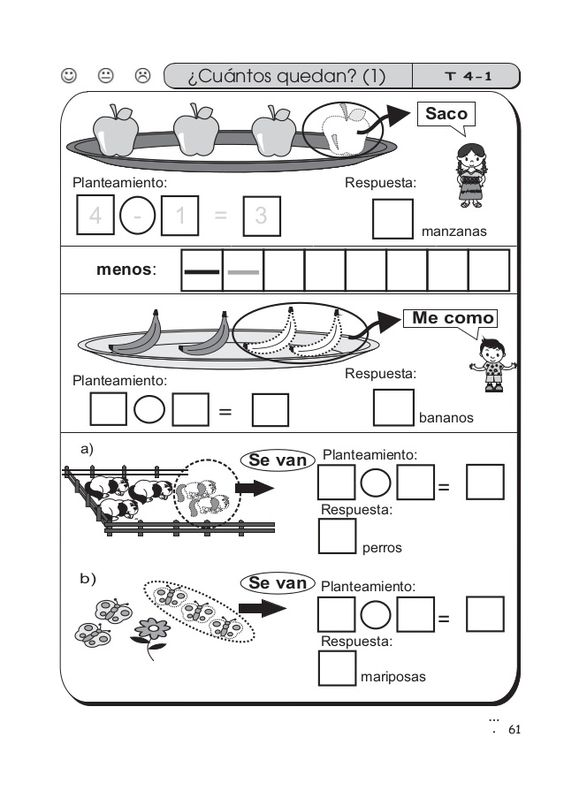 ¿Cuántos quedan? (1)
T 4-1
Saco
Planteamiento:
Respuesta:
4 - 1 = 3
manzanas
menos:
Me como
Planteamiento:
Respuesta:
=
bananos
a)
Se van
Planteamiento:
=
Respuesta:
perros
b)
Se van
Planteamiento:
=
Respuesta:
mariposas
61